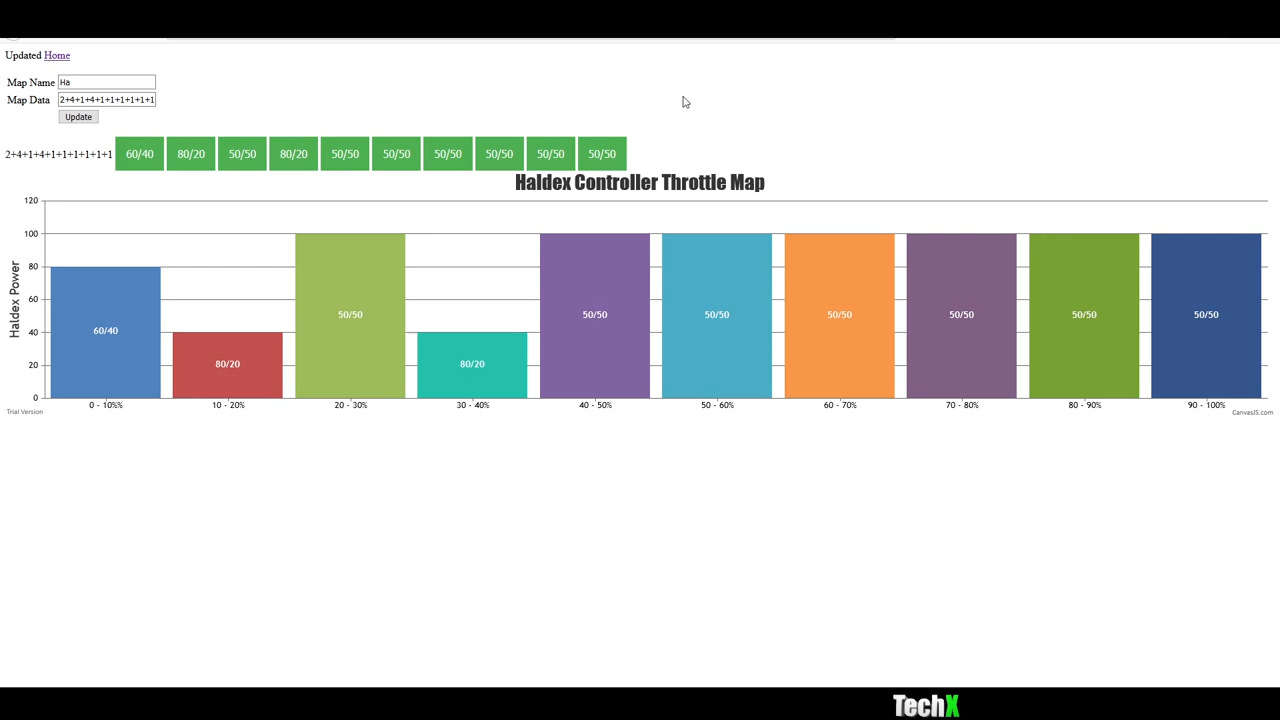 Updated Home
Map Name Ha
Map Data 2+4+1+4+1+1+1+1+1+1
Update
2+4+1+4+1+1+1+1+1+1 60/40 80/20 50/50 80/20 50/50 50/50 50/50 50/50 50/50 50/50
Haldex Controller Throttle Map
Haldex Power
120
100
80
60
40
20
0
60/40 80/20 50/50 80/20 50/50 50/50 50/50 50/50 50/50 50/50
0 - 10%% 10 - 20% 20 - 30% 30 - 40% 40 - 50% 50 - 60% 60 - 70% 70 - 80% 80 - 90% 90 - 100%
Trial Version CanvasJS.com
TechX